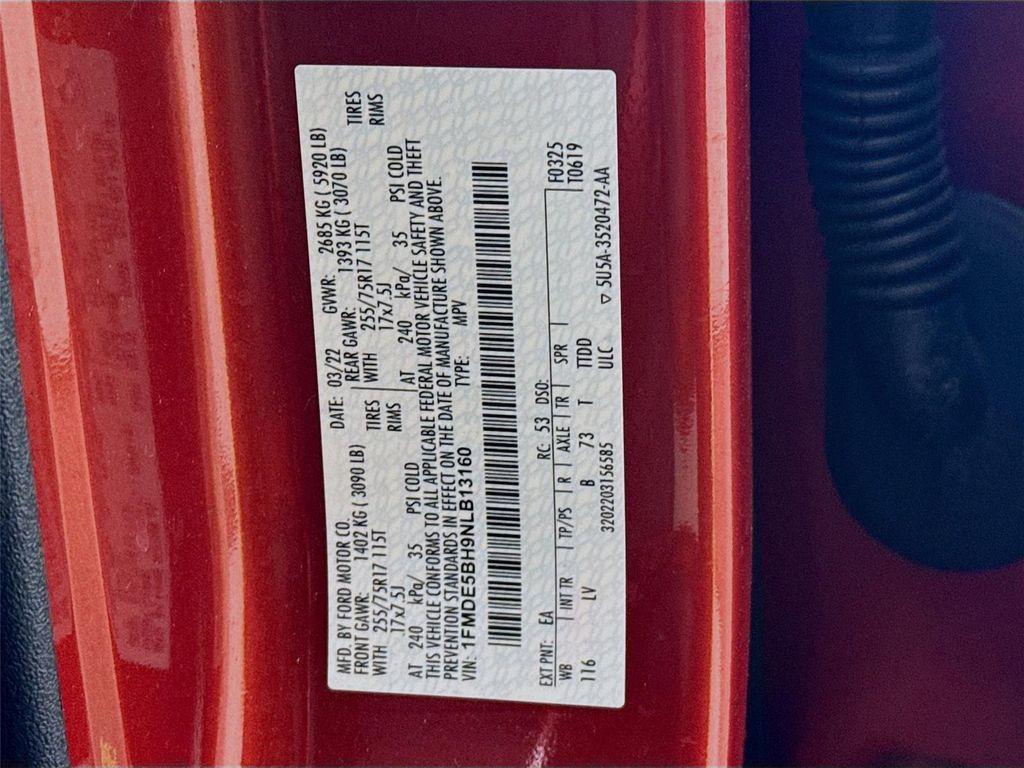 MFD. BY FORD MOTOR CO.
DATE: 03/22 GVWR: 2685 KG ( 5920 LB)
FRONT GAWR: 1402 KG ( 3090 LB) REAR GAWR: 1393 KG ( 3070 LB)
WITH 255/75R17 115T TIRES WITH 255/75R17 115T TIRES
17x7.5J RIMS 17x7.5J RIMS
AT 240 kPa/ 35 PSI COLD AT 240 kPa/ 35 PSI COLD
THIS VEHICLE CONFORMS TO ALL APPLICABLE FEDERAL MOTOR VEHICLE SAFETY AND THEFT
PREVENTION STANDARDS IN EFFECT ON THE DATE OF MANUFACTURE SHOWN ABOVE.
VIN: 1FMDE5BH9NLB13160 TYPE: MPV
EXT PNT: EA RC: 53 DSO: F0325
WB INT TR TP/PS R AXLE TR SPR T0619
116 LV B 73 T TTDD
3202203156585 ULC ▽ 5U5A-3520472-AA